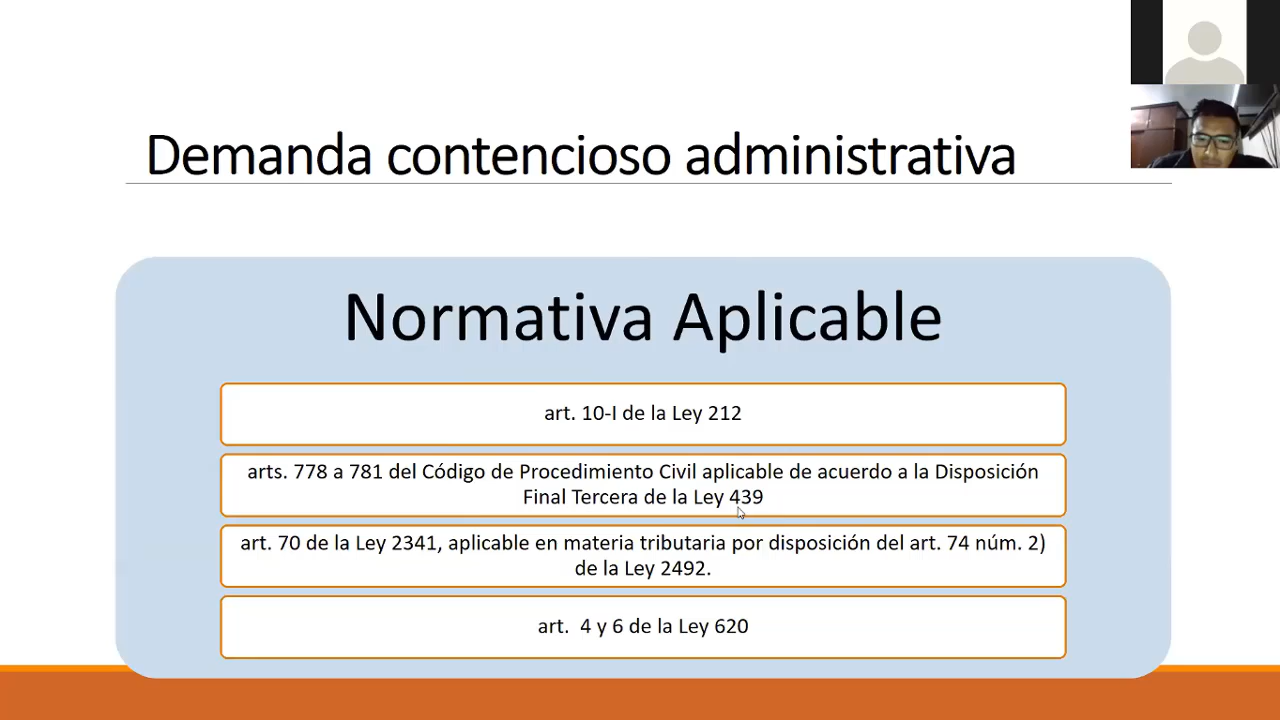 Demanda contencioso administrativa
Normativa Aplicable
art. 10-I de la Ley 212
arts. 778 a 781 del Código de Procedimiento Civil aplicable de acuerdo a la Disposición
Final Tercera de la Ley 439
art. 70 de la Ley 2341, aplicable en materia tributaria por disposición del art. 74 núm. 2)
de la Ley 2492.
art.  4 y 6 de la Ley 620